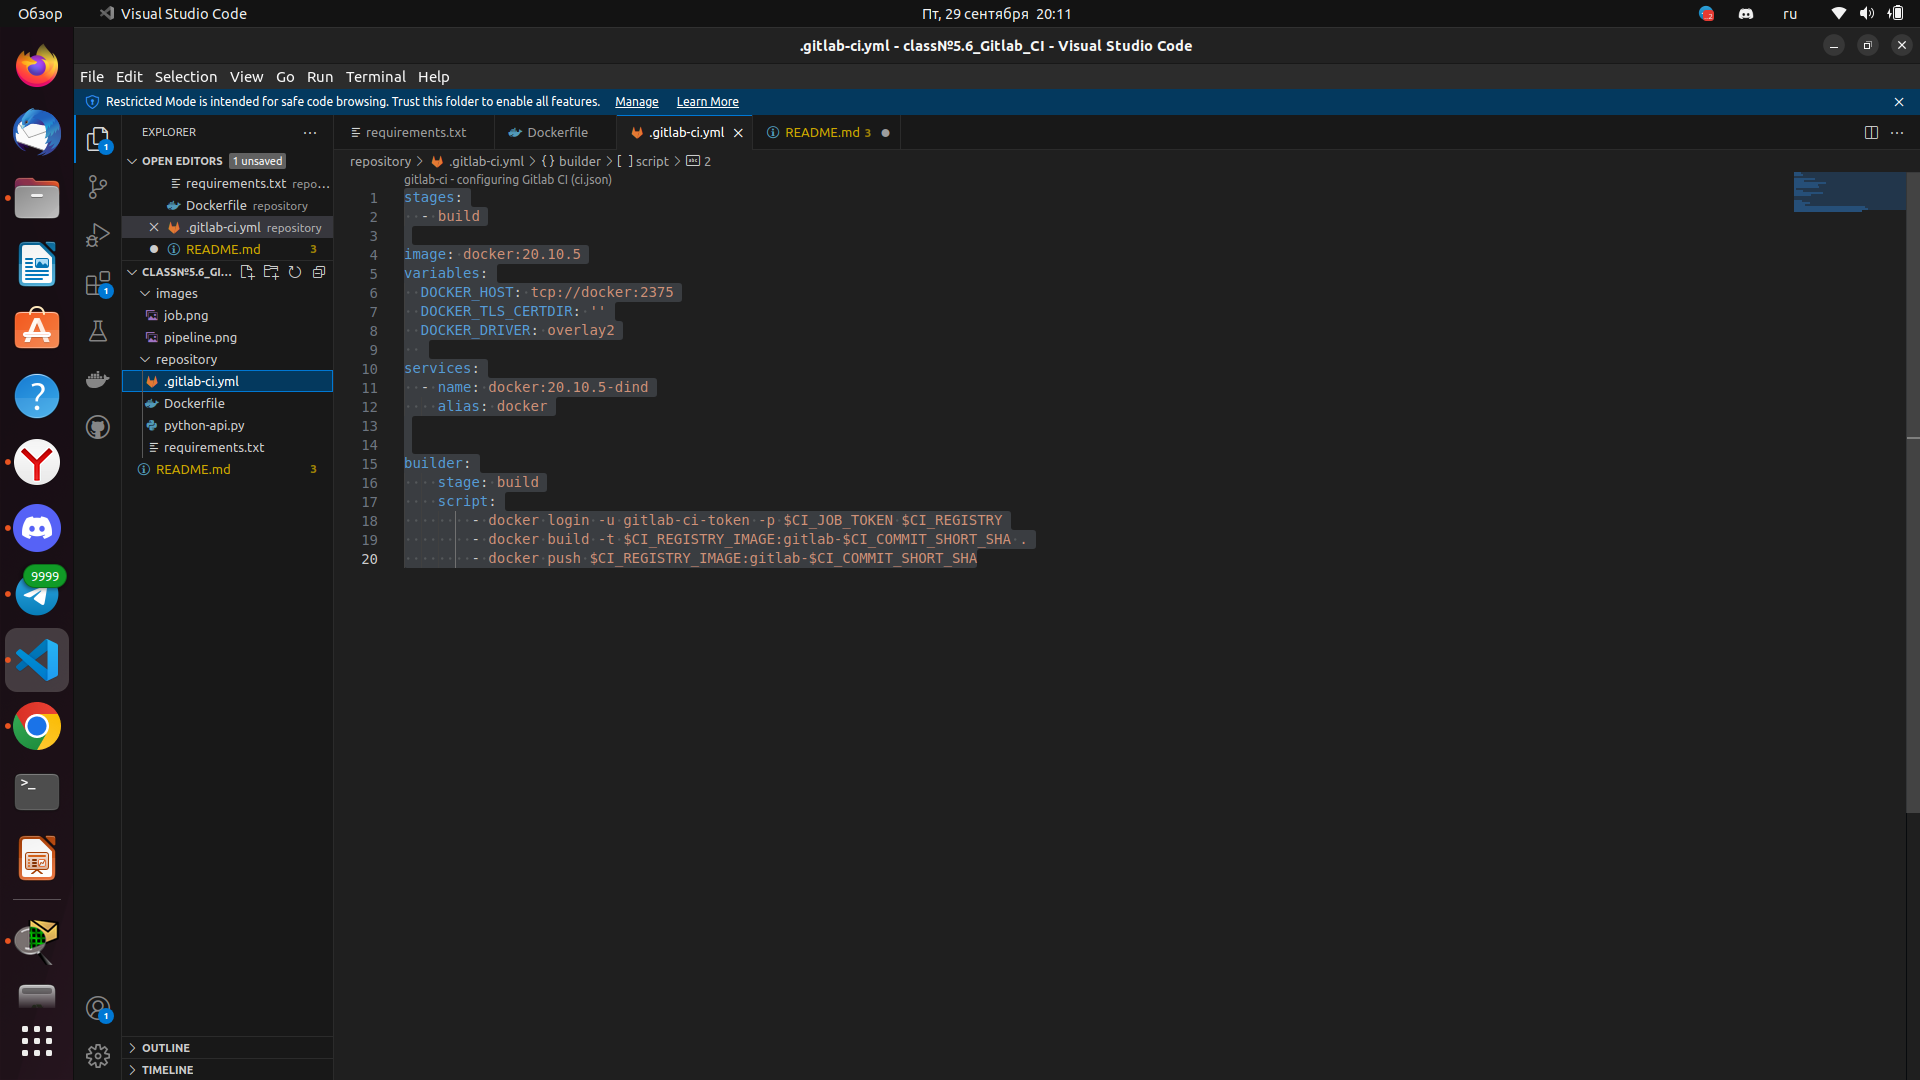 Обзор
Visual Studio Code
Пт, 29 сентября 20:11
2
ru
.gitlab-ci.yml - class№5.6_Gitlab_CI - Visual Studio Code
File Edit Selection View Go Run Terminal Help
Restricted Mode is intended for safe code browsing. Trust this folder to enable all features. Manage Learn More
EXPLORER
requirements.txt
Dockerfile
.gitlab-ci.yml
README.md 3
1
1
9999
1
OPEN EDITORS 1 unsaved
requirements.txt repo...
Dockerfile repository
.gitlab-ci.yml repository
README.md 3
CLASS№5.6_GI...
images
job.png
pipeline.png
repository
.gitlab-ci.yml
Dockerfile
python-api.py
requirements.txt
README.md 3
OUTLINE
TIMELINE
repository > .gitlab-ci.yml > {} builder > [ ] script > abc 2
gitlab-ci - configuring Gitlab CI (ci.json)
1 stages:
2   - build
3
4 image: docker:20.10.5
5 variables:
6   DOCKER_HOST: tcp://docker:2375
7   DOCKER_TLS_CERTDIR: ''
8   DOCKER_DRIVER: overlay2
9
10 services:
11   - name: docker:20.10.5-dind
12     alias: docker
13
14
15 builder:
16     stage: build
17     script:
18         - docker login -u gitlab-ci-token -p $CI_JOB_TOKEN $CI_REGISTRY
19         - docker build -t $CI_REGISTRY_IMAGE:gitlab-$CI_COMMIT_SHORT_SHA .
20         - docker push $CI_REGISTRY_IMAGE:gitlab-$CI_COMMIT_SHORT_SHA